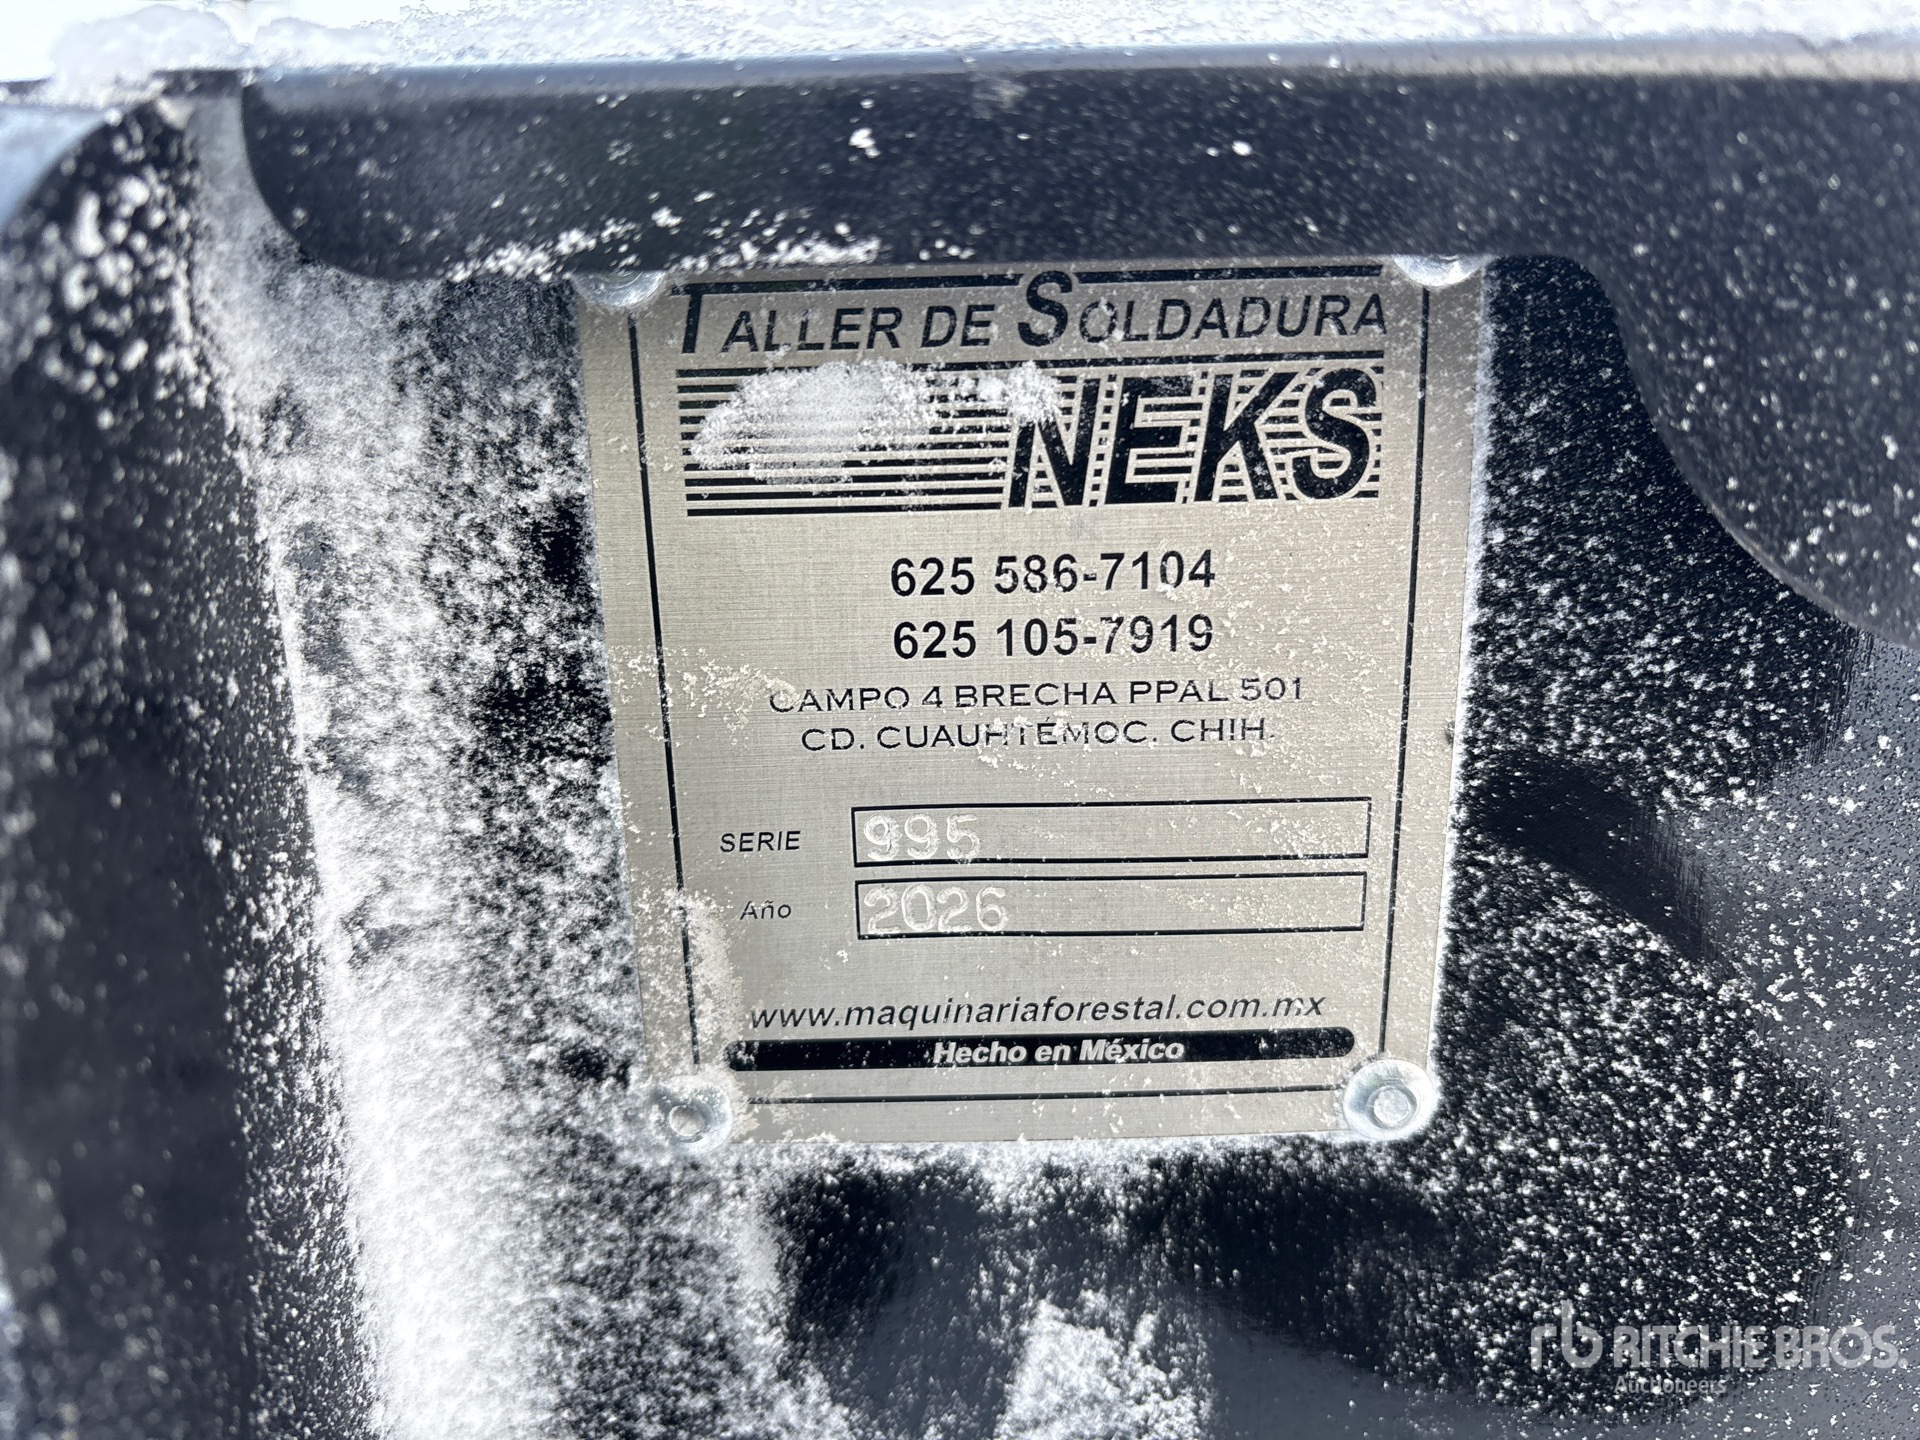 TALLER DE SOLDADURA
NEKS
625 586-7104
625 105-7919
CAMPO 4 BRECHA PPAL 501
CD. CUAUHTÉMOC. CHIH.
SERIE 995
Año 2026
www.maquinariaforestal.com.mx
Hecho en México
rb RITCHIE BROS.
Auctioneers